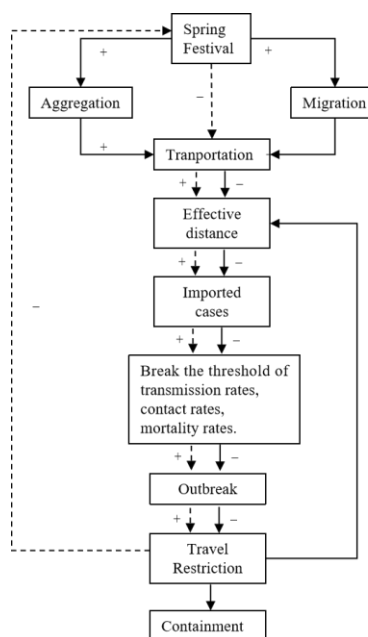 Spring
Festival
+
+
Aggregation
–
Migration
+
Tranportation
+ –
Effective
distance
+ –
Imported
cases
–
+ –
Break the threshold of
transmission rates,
contact rates,
mortality rates.
+ –
Outbreak
+ –
Travel
Restriction
Containment